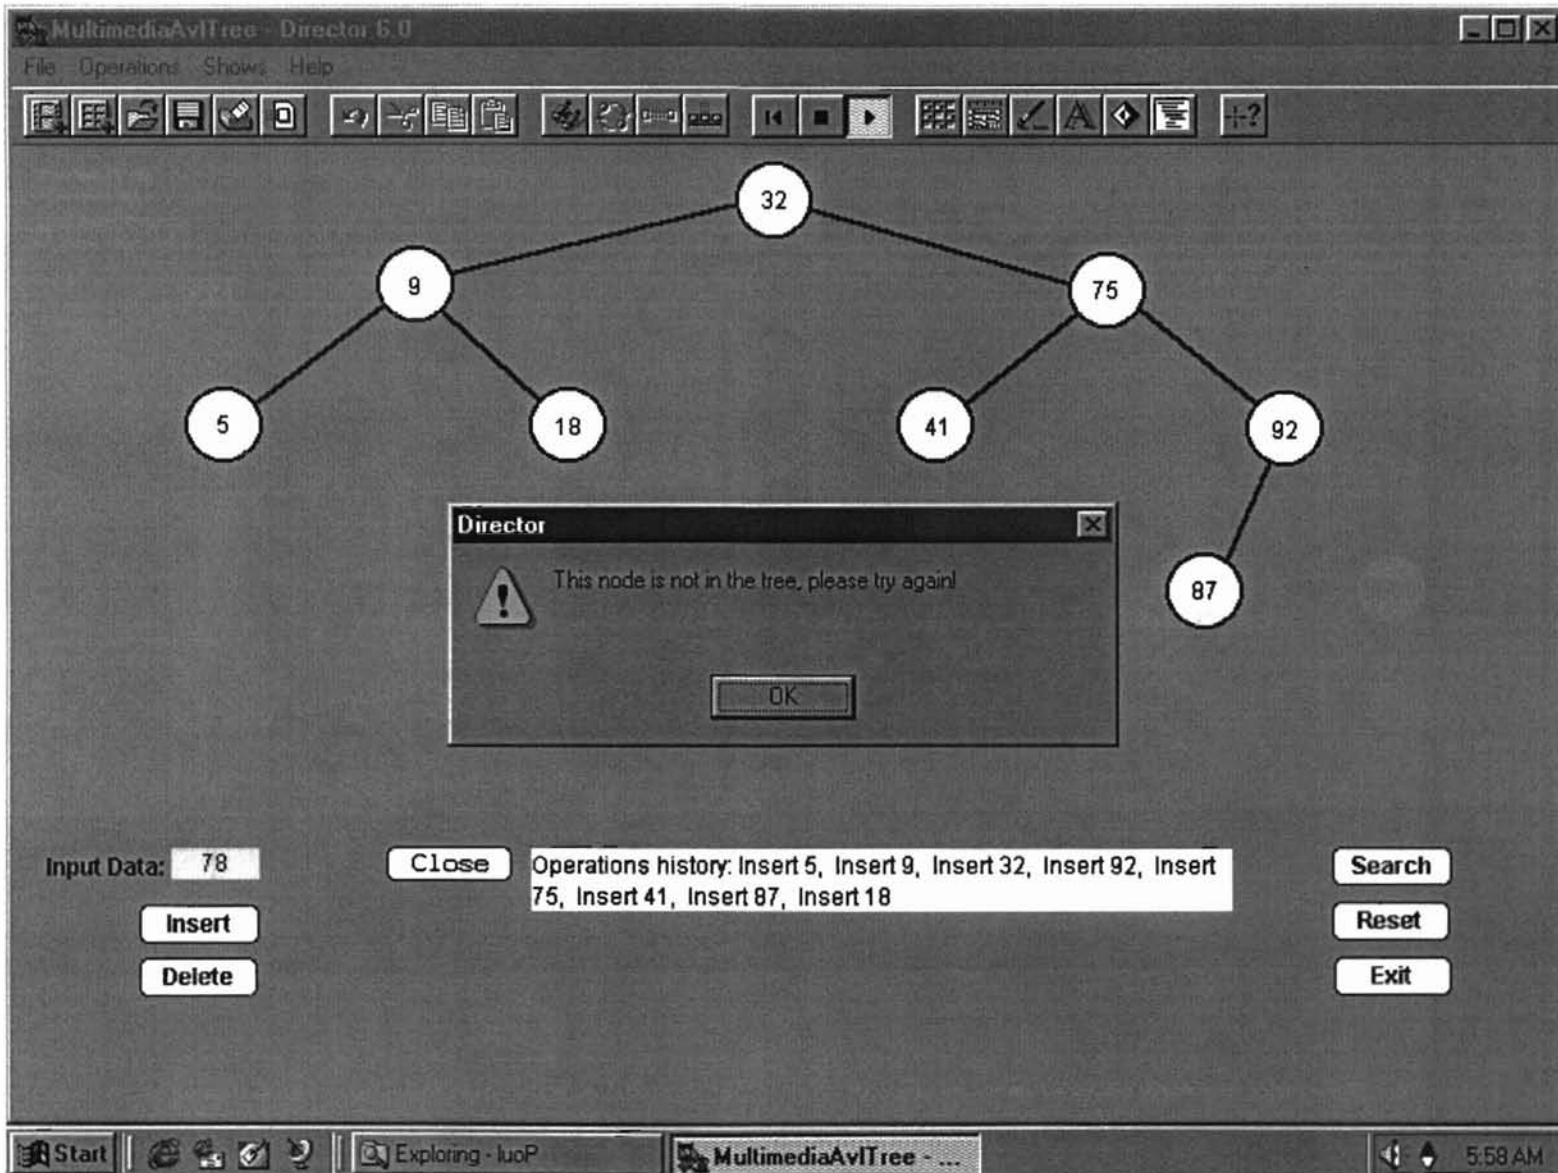 MultimediaAvlTree - Director 6.0
File Operations Shows Help
32
9
75
5
18
41
92
87
Director
This node is not in the tree, please try again!
OK
Input Data: 78
Close
Operations history: Insert 5, Insert 9, Insert 32, Insert 92, Insert
75, Insert 41, Insert 87, Insert 18
Search
Insert
Reset
Delete
Exit
Start
Exploring - luoP
MultimediaAvlTree - ...
5:58 AM